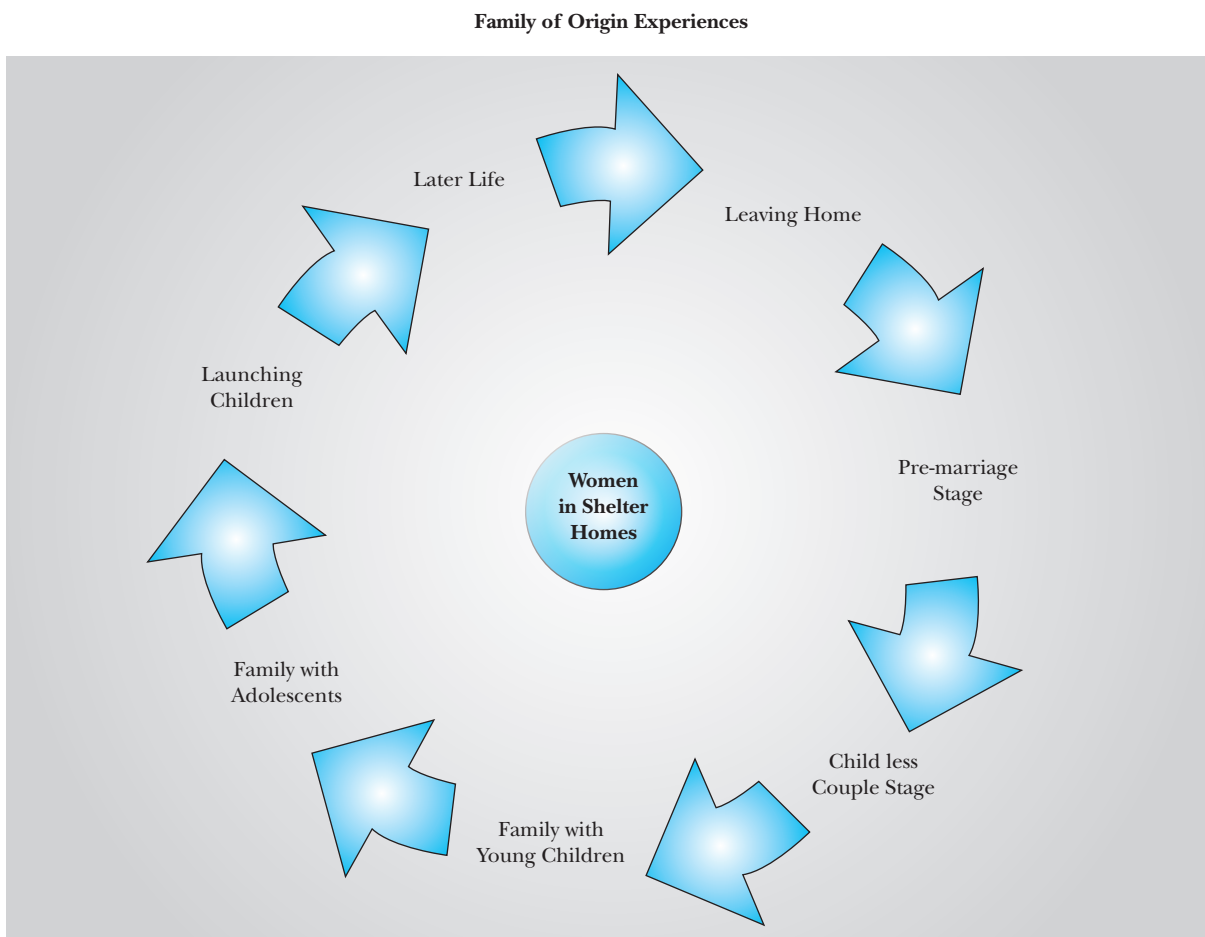 Family of Origin Experiences
Later Life
Leaving Home
Launching
Children
Pre-marriage
Stage
Women
in Shelter
Homes
Family with
Adolescents
Child less
Couple Stage
Family with
Young Children